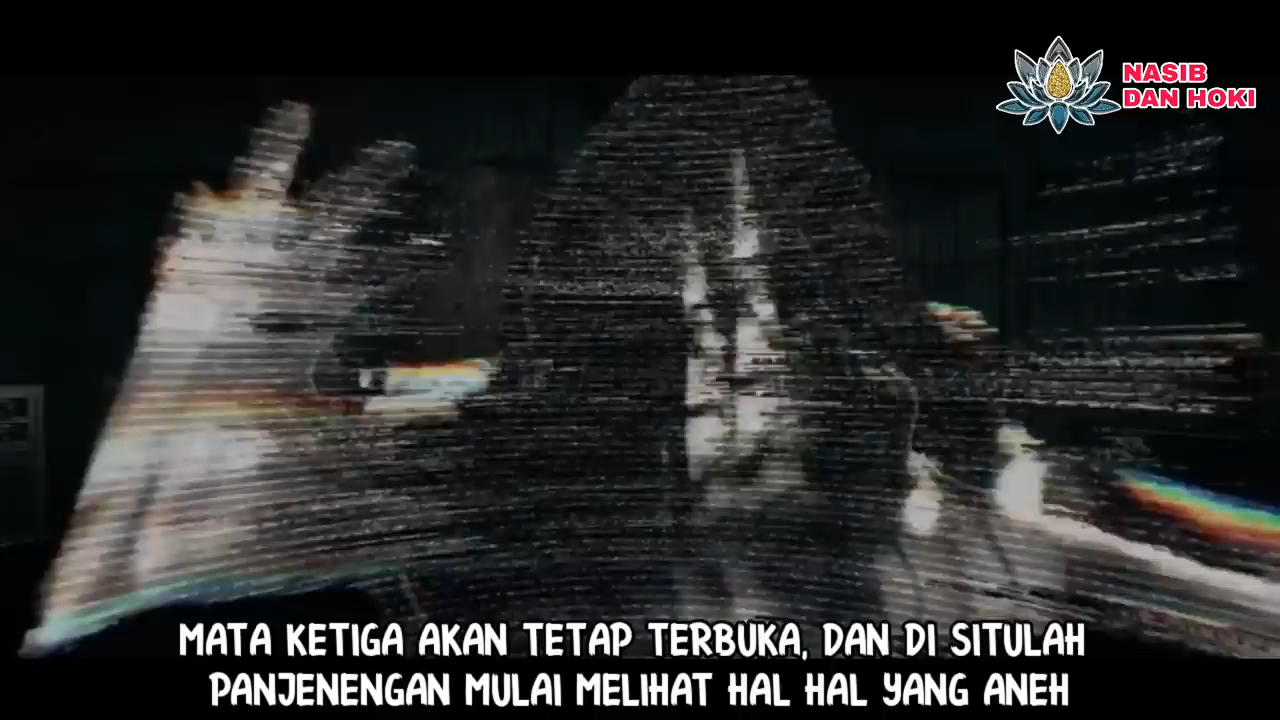 NASIB
DAN HOKI
MATA KETIGA AKAN TETAP TERBUKA, DAN DI SITULAH
PANJENENGAN MULAI MELIHAT HAL HAL YANG ANEH